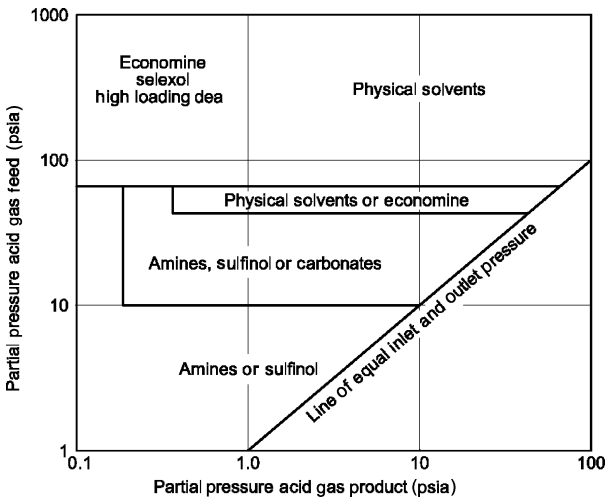 1000
Economine
selexol
high loading dea
Physical solvents
100
Physical solvents or economine
Amines, sulfinol or carbonates
10
Amines or sulfinol
Line of equal inlet and outlet pressure
1
0.1
1.0
10
100
Partial pressure acid gas feed (psia)
Partial pressure acid gas product (psia)